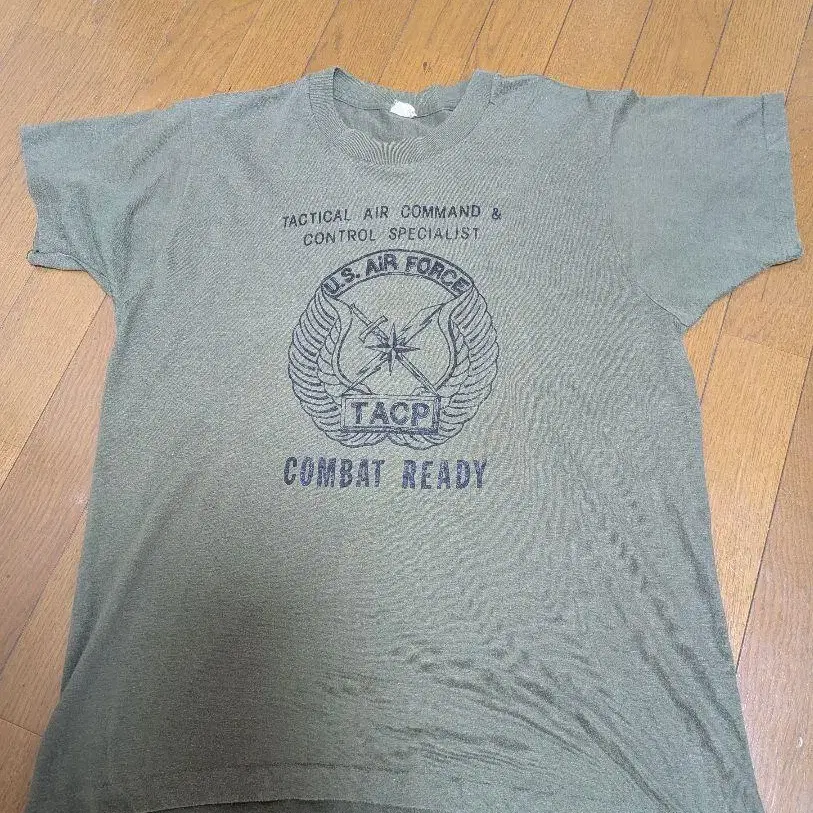 TACTICAL AIR COMMAND &
CONTROL SPECIALIST
U.S. AiR FORCE
TACP
COMBAT READY